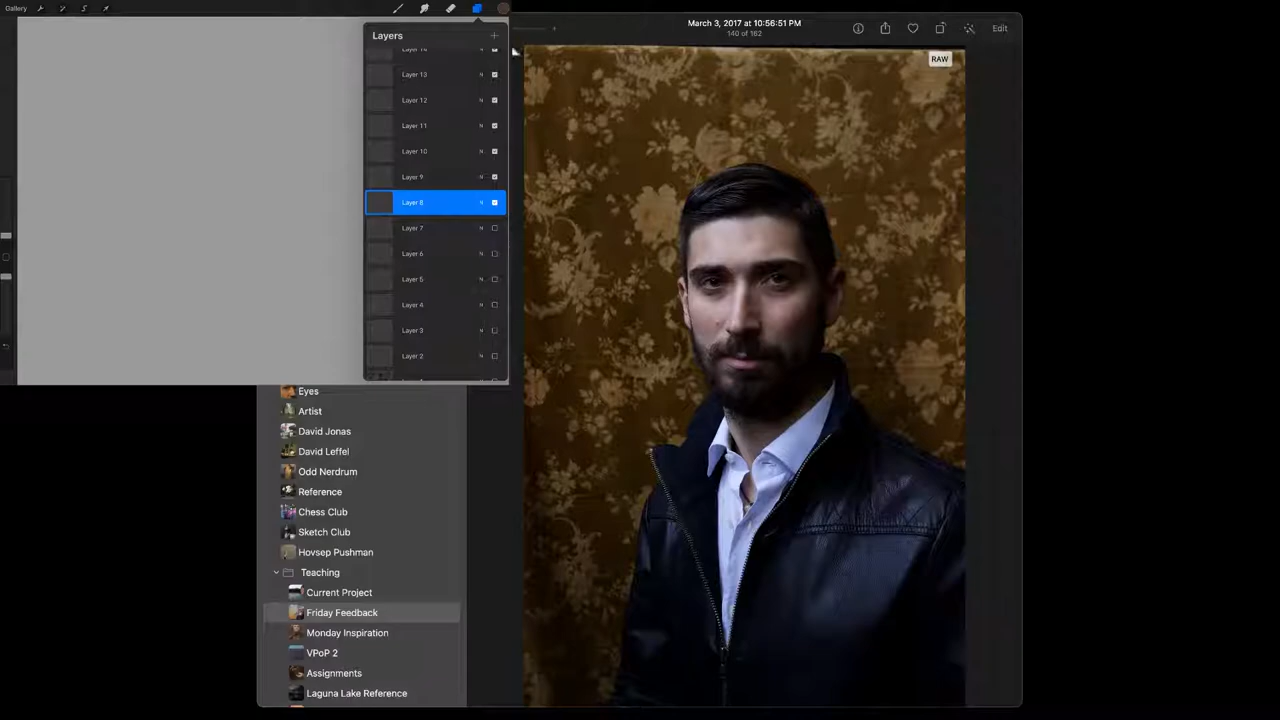 Gallery
Layers
Layer 14
Layer 13
N
Layer 12
N
Layer 11
N
Layer 10
N
Layer 9
N
Layer 8
N
Layer 7
N
Layer 6
N
Layer 5
N
Layer 4
N
Layer 3
N
Layer 2
N
March 3, 2017 at 10:56:51 PM
140 of 162
Edit
RAW
Eyes
Artist
David Jonas
David Leffel
Odd Nerdrum
Reference
Chess Club
Sketch Club
Hovsep Pushman
Teaching
Current Project
Friday Feedback
Monday Inspiration
VPoP 2
Assignments
Laguna Lake Reference